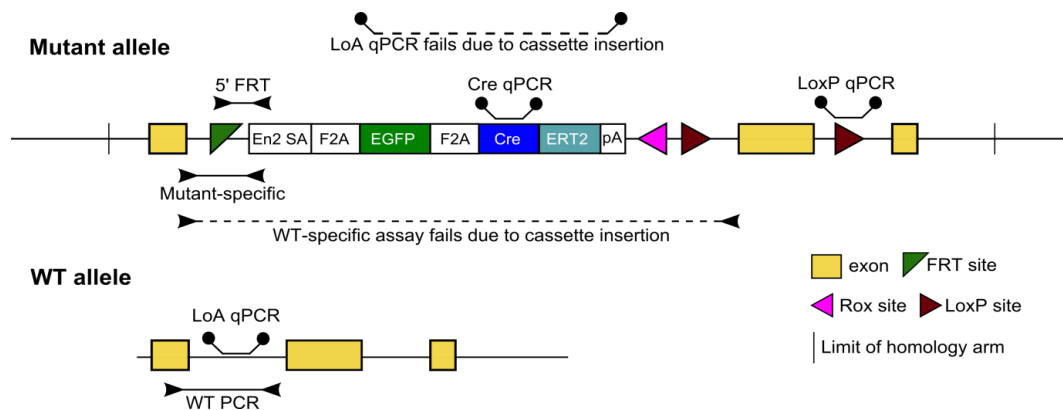 LoA qPCR fails due to cassette insertion
Mutant allele
5' FRT
Cre qPCR
LoxP qPCR
En2 SA F2A EGFP F2A Cre ERT2 pA
Mutant-specific
WT-specific assay fails due to cassette insertion
WT allele
LoA qPCR
WT PCR
exon FRT site
Rox site LoxP site
Limit of homology arm